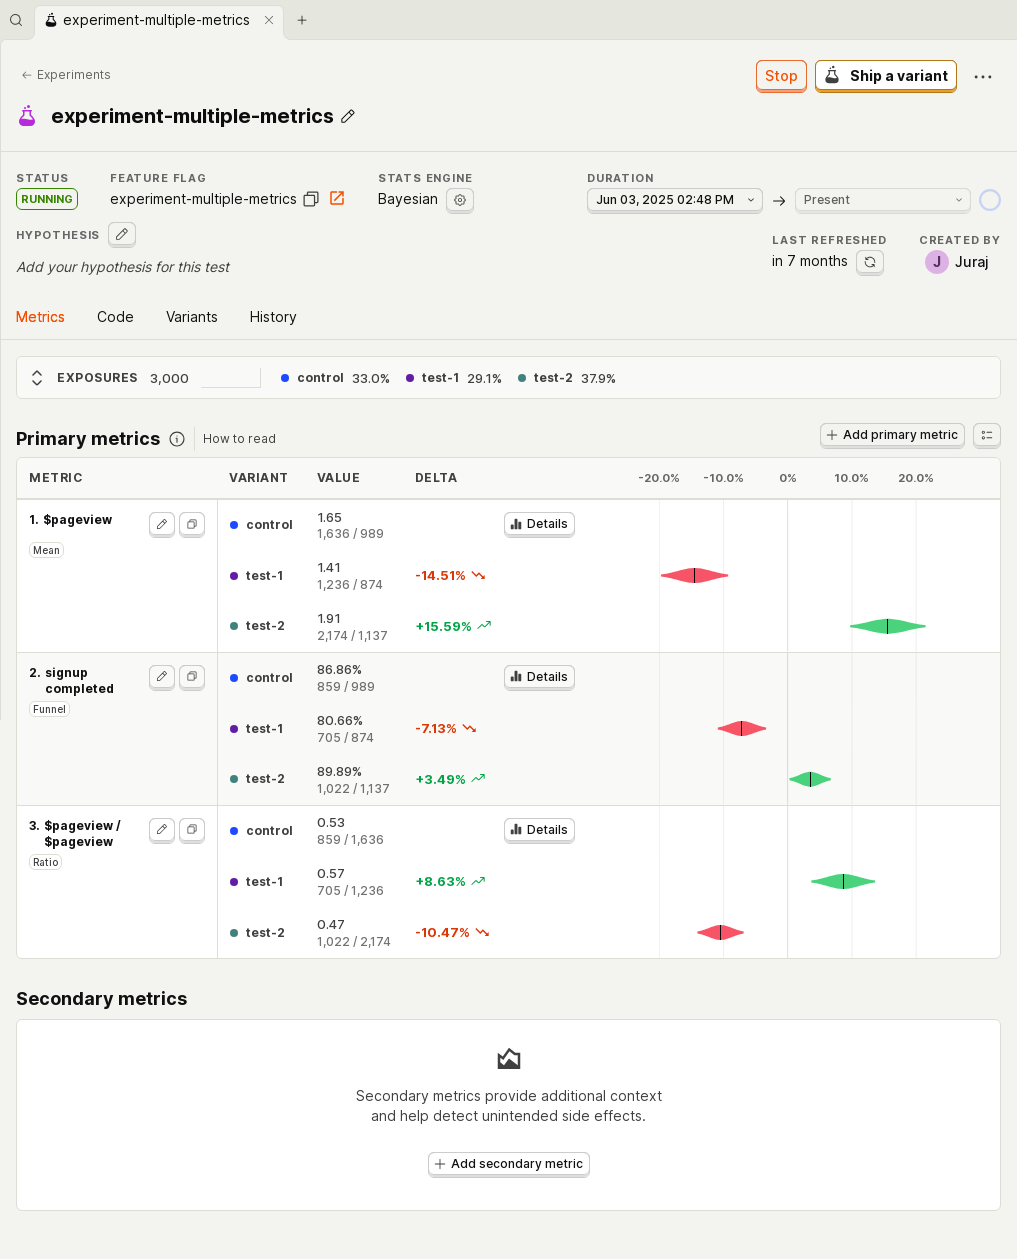 experiment-multiple-metrics
Experiments
Stop
Ship a variant
experiment-multiple-metrics
STATUS
RUNNING
FEATURE FLAG
experiment-multiple-metrics
STATS ENGINE
Bayesian
DURATION
Jun 03, 2025 02:48 PM
Present
HYPOTHESIS
Add your hypothesis for this test
LAST REFRESHED
in 7 months
CREATED BY
J Juraj
Metrics Code Variants History
EXPOSURES 3,000 control 33.0% test-1 29.1% test-2 37.9%
Primary metrics How to read
Add primary metric
METRIC VARIANT VALUE DELTA -20.0% -10.0% 0% 10.0% 20.0%
1. $pageview
Mean
control 1.65
1,636 / 989
Details
test-1 1.41
1,236 / 874
-14.51%
test-2 1.91
2,174 / 1,137
+15.59%
2. signup
completed
Funnel
control 86.86%
859 / 989
Details
test-1 80.66%
705 / 874
-7.13%
test-2 89.89%
1,022 / 1,137
+3.49%
3. $pageview /
$pageview
Ratio
control 0.53
859 / 1,636
Details
test-1 0.57
705 / 1,236
+8.63%
test-2 0.47
1,022 / 2,174
-10.47%
Secondary metrics
Secondary metrics provide additional context
and help detect unintended side effects.
Add secondary metric